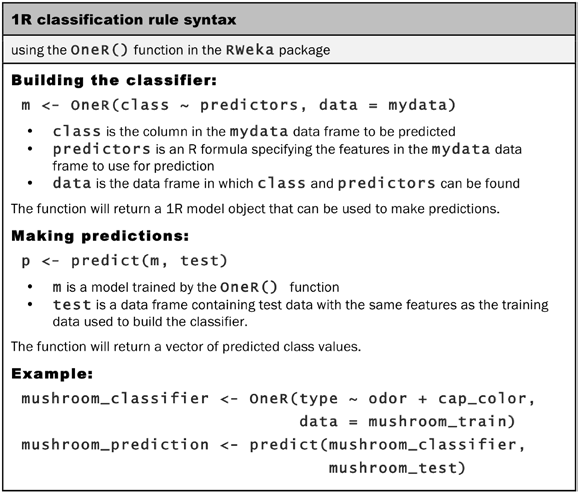 1R classification rule syntax
using the OneR() function in the RWeka package
Building the classifier:
m <- OneR(class ~ predictors, data = mydata)
• class is the column in the mydata data frame to be predicted
• predictors is an R formula specifying the features in the mydata data
frame to use for prediction
• data is the data frame in which class and predictors can be found
The function will return a 1R model object that can be used to make predictions.
Making predictions:
p <- predict(m, test)
• m is a model trained by the OneR() function
• test is a data frame containing test data with the same features as the training
data used to build the classifier.
The function will return a vector of predicted class values.
Example:
mushroom_classifier <- OneR(type ~ odor + cap_color,
data = mushroom_train)
mushroom_prediction <- predict(mushroom_classifier,
mushroom_test)